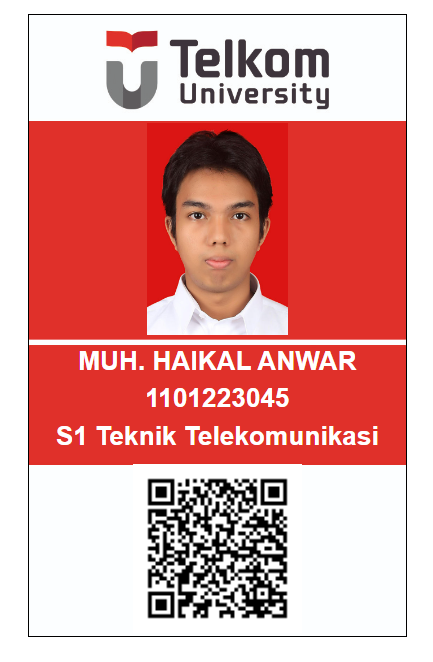 Telkom
University
MUH. HAIKAL ANWAR
1101223045
S1 Teknik Telekomunikasi